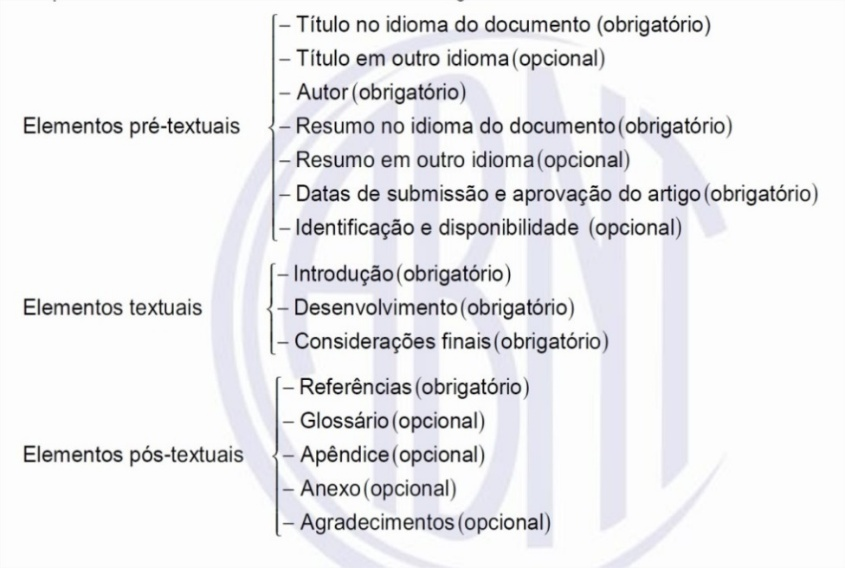 – Título no idioma do documento (obrigatório)
– Título em outro idioma (opcional)
– Autor (obrigatório)
Elementos pré-textuais – Resumo no idioma do documento (obrigatório)
– Resumo em outro idioma (opcional)
– Datas de submissão e aprovação do artigo (obrigatório)
– Identificação e disponibilidade (opcional)
– Introdução (obrigatório)
Elementos textuais – Desenvolvimento (obrigatório)
– Considerações finais (obrigatório)
– Referências (obrigatório)
– Glossário (opcional)
Elementos pós-textuais – Apêndice (opcional)
– Anexo (opcional)
– Agradecimentos (opcional)
ABNT